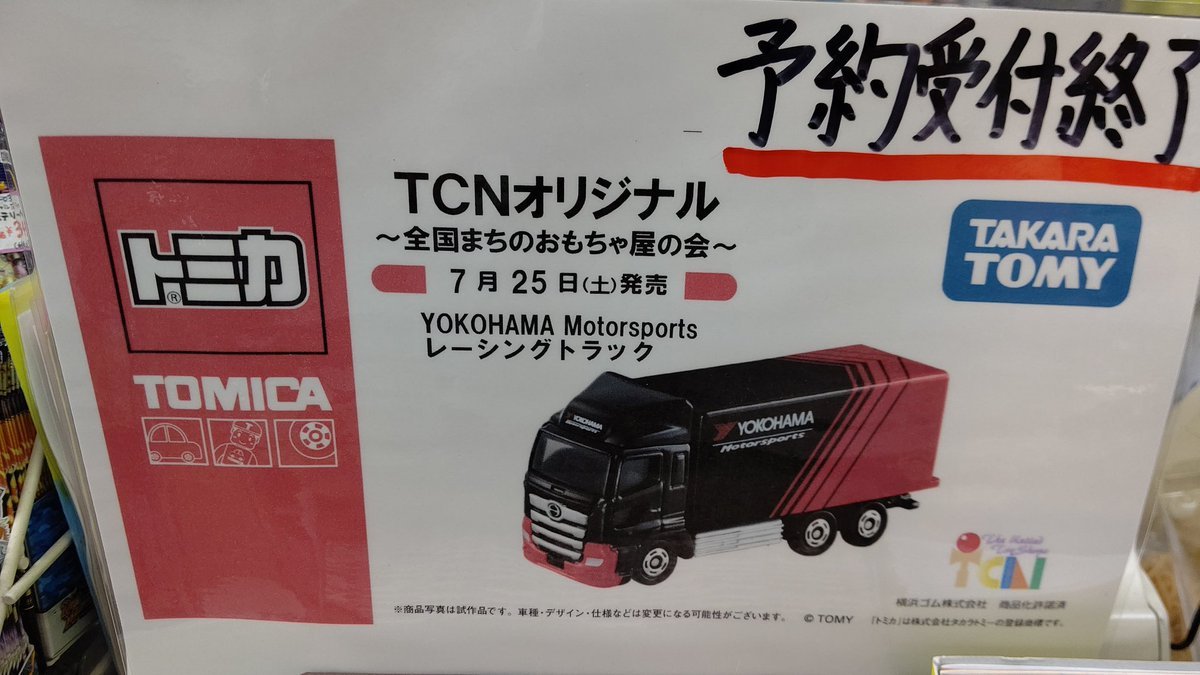 予約受付終了
トミカ
®
TOMICA
TCNオリジナル
～全国まちのおもちゃ屋の会～
7月25日(土)発売
YOKOHAMA Motorsports
レーシングトラック
TAKARA
TOMY
YOKOHAMA
Motorsports
YOKOHAMA
Motorsports
TCN
横浜ゴム株式会社 商品化許諾済
※商品写真は試作品です。車種・デザイン・仕様などは変更になる可能性がございます。 © TOMY 「トミカ」は株式会社タカラトミーの登録商標です。